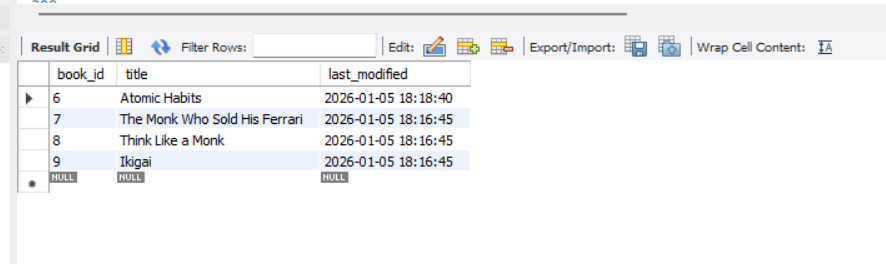 Result Grid Filter Rows: Edit: Export/Import: Wrap Cell Content: IA
book_id title last_modified
6 Atomic Habits 2026-01-05 18:18:40
7 The Monk Who Sold His Ferrari 2026-01-05 18:16:45
8 Think Like a Monk 2026-01-05 18:16:45
9 Ikigai 2026-01-05 18:16:45
NULL NULL NULL